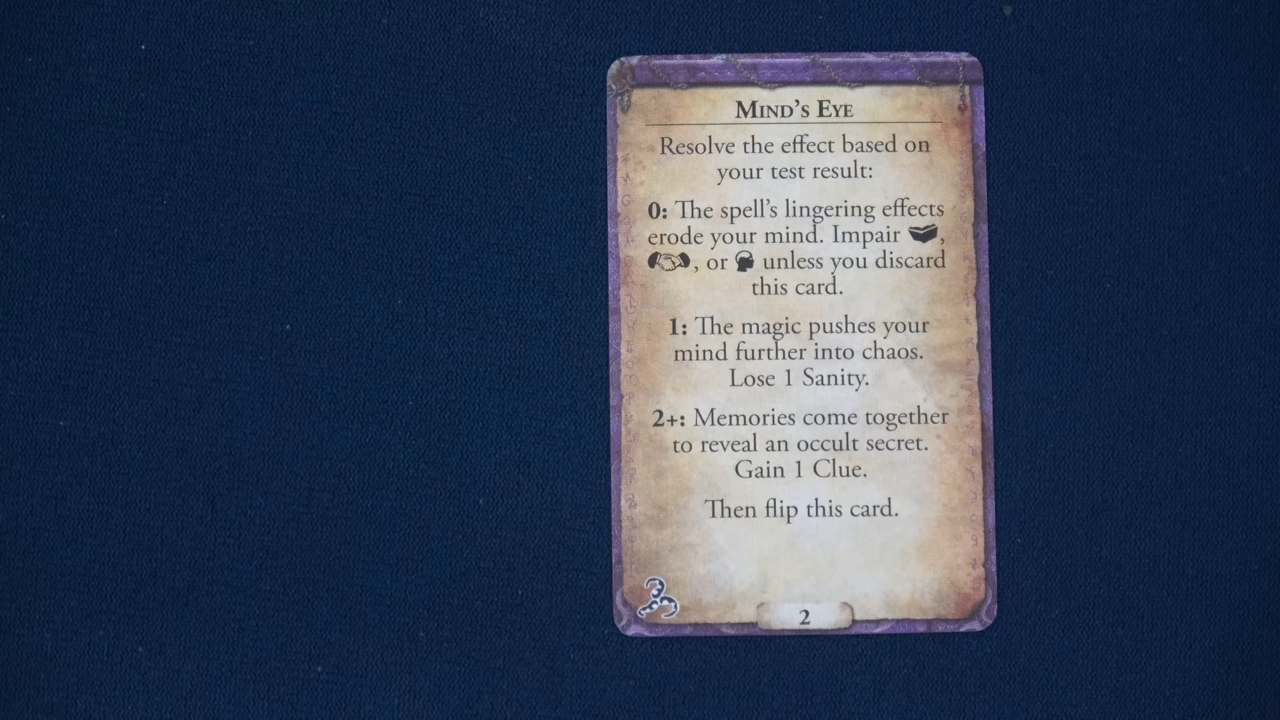 MIND'S EYE
Resolve the effect based on
your test result:
0: The spell's lingering effects
erode your mind. Impair ,
, or unless you discard
this card.
1: The magic pushes your
mind further into chaos.
Lose 1 Sanity.
2+: Memories come together
to reveal an occult secret.
Gain 1 Clue.
Then flip this card.
2